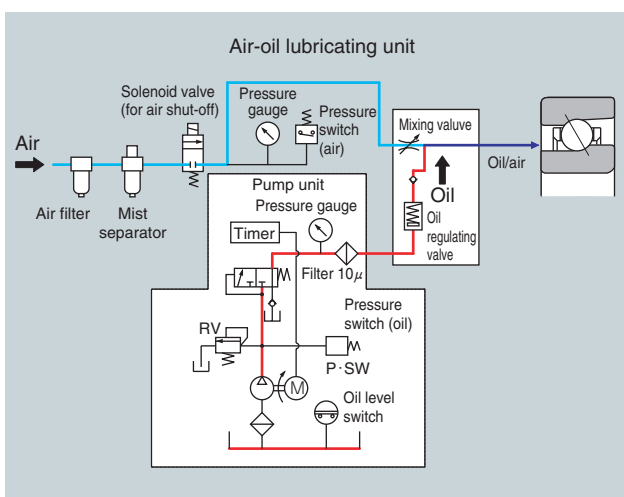 Air-oil lubricating unit
Solenoid valve
(for air shut-off)
Pressure
gauge
Pressure
switch
(air)
Mixing valuve
Air
Oil/air
Air filter
Mist
separator
Oil
Oil
regulating
valve
Pump unit
Pressure gauge
Timer
Filter 10μ
Pressure
switch (oil)
RV
P·SW
M
Oil level
switch